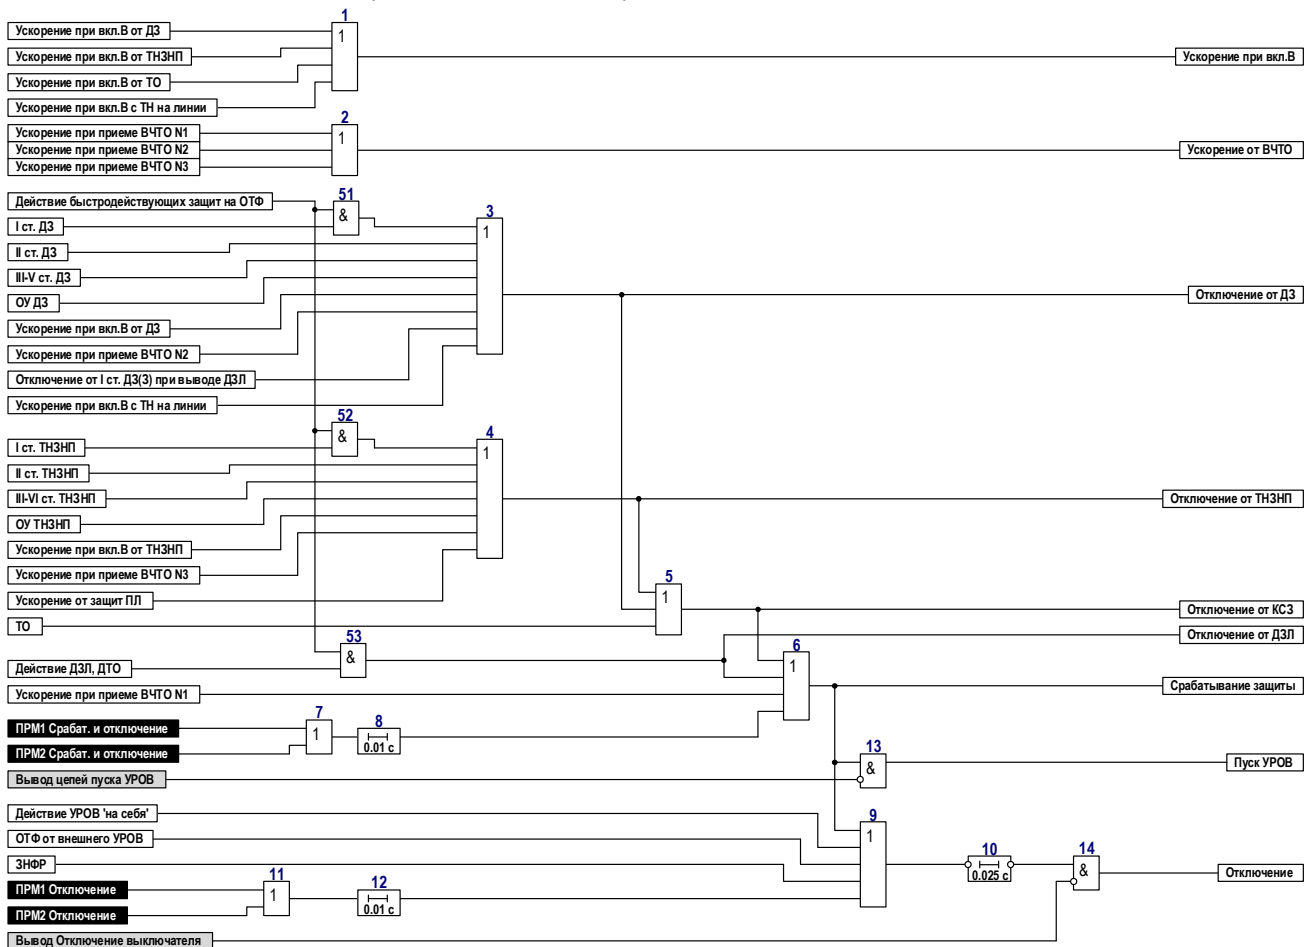 1
Ускорение при вкл.В от ДЗ
1
Ускорение при вкл.В от ТНЗНП
Ускорение при вкл.В
Ускорение при вкл.В от ТО
Ускорение при вкл.В с ТН на линии
2
Ускорение при приеме ВЧТО N1
1
Ускорение при приеме ВЧТО N2
Ускорение от ВЧТО
Ускорение при приеме ВЧТО N3
51
Действие быстродействующих защит на ОТФ
&
3
I ст. ДЗ
1
II ст. ДЗ
III-V ст. ДЗ
Отключение от ДЗ
ОУ ДЗ
Ускорение при вкл.В от ДЗ
Ускорение при приеме ВЧТО N2
Отключение от I ст. ДЗ(З) при выводе ДЗЛ
Ускорение при вкл.В с ТН на линии
52
&
4
I ст. ТНЗНП
1
II ст. ТНЗНП
III-VI ст. ТНЗНП
Отключение от ТНЗНП
ОУ ТНЗНП
Ускорение при вкл.В от ТНЗНП
Ускорение при приеме ВЧТО N3
5
Ускорение от защит ПЛ
1
Отключение от КСЗ
ТО
53
Отключение от ДЗЛ
&
6
Действие ДЗЛ, ДТО
1
Ускорение при приеме ВЧТО N1
Срабатывание защиты
7
8
ПРМ1 Срабат. и отключение
1
0.01 с
ПРМ2 Срабат. и отключение
13
&
Пуск УРОВ
Вывод цепей пуска УРОВ
Действие УРОВ 'на себя'
9
1
ОТФ от внешнего УРОВ
10
14
ЗНФР
0.025 с
&
Отключение
11
12
ПРМ1 Отключение
1
0.01 с
ПРМ2 Отключение
Вывод Отключение выключателя